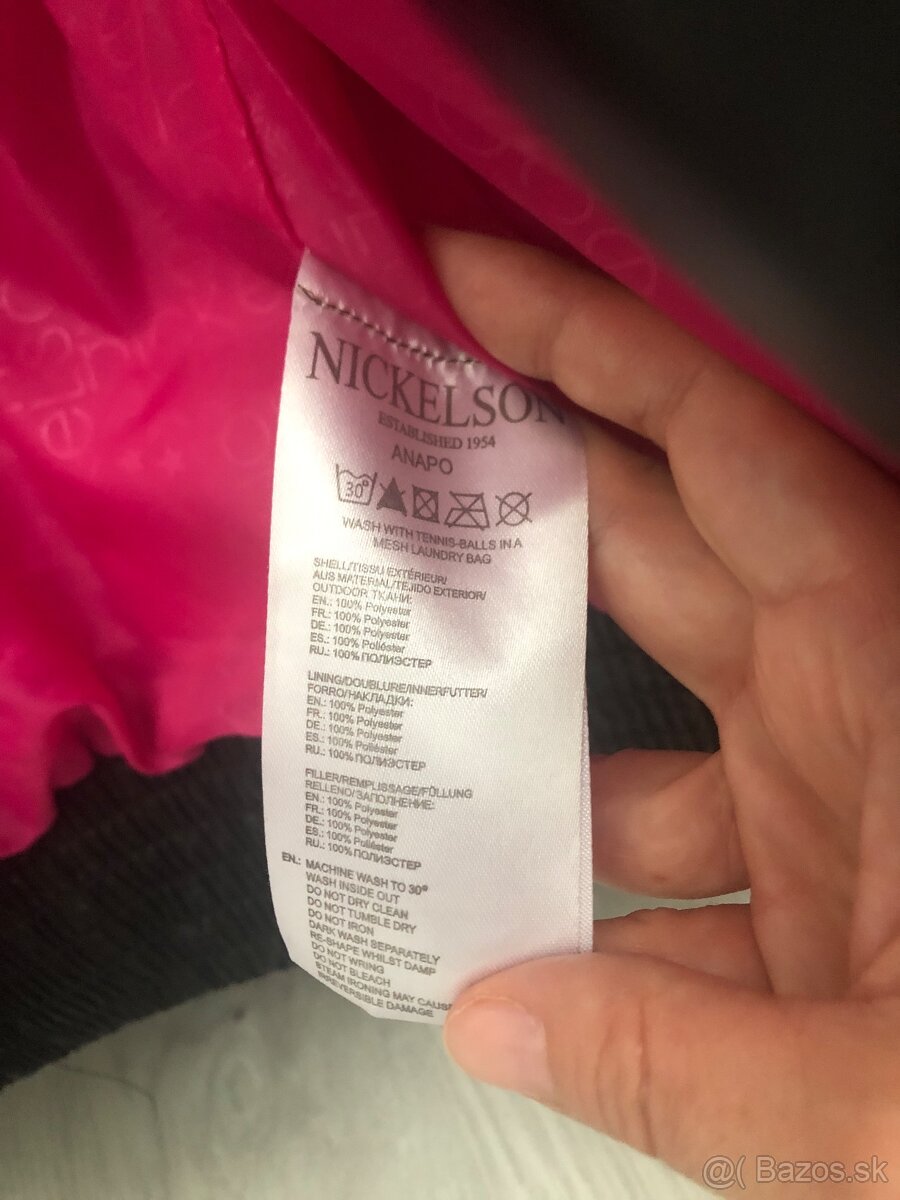 NICKELSON
ESTABLISHED 1954
ANAPO
30°
WASH WITH TENNIS-BALLS IN A
MESH LAUNDRY BAG
SHELL/TISSU EXTÉRIEUR/
AUS MATERIAL/TEJIDO EXTERIOR/
OUTDOOR ТКАНИ:
EN.: 100% Polyester
FR.: 100% Polyester
DE.: 100% Polyester
ES.: 100% Poliéster
RU.: 100% ПОЛИЭСТЕР
LINING/DOUBLURE/INNERFUTTER/
FORRO/НАКЛАДКИ:
EN.: 100% Polyester
FR.: 100% Polyester
DE.: 100% Polyester
ES.: 100% Poliéster
RU.: 100% ПОЛИЭСТЕР
FILLER/REMPLISSAGE/FÜLLUNG
RELLENO/ЗАПОЛНЕНИЕ:
EN.: 100% Polyester
FR.: 100% Polyester
DE.: 100% Polyester
ES.: 100% Poliéster
RU.: 100% ПОЛИЭСТЕР
EN.: MACHINE WASH TO 30°
WASH INSIDE OUT
DO NOT DRY CLEAN
DO NOT TUMBLE DRY
DO NOT IRON
DARK WASH SEPARATELY
RE-SHAPE WHILST DAMP
DO NOT WRING
DO NOT BLEACH
STEAM IRONING MAY CAUSE
IRREVERSIBLE DAMAGE
@( Bazos.sk